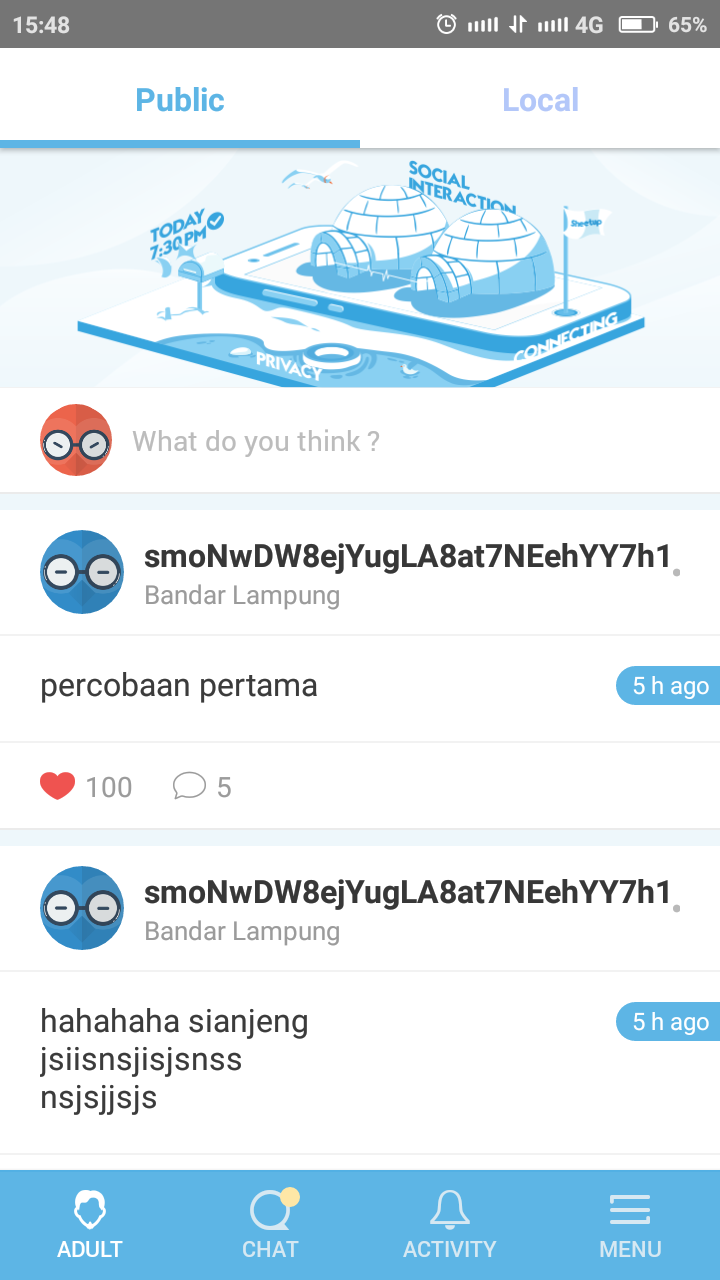 15:48
4G 65%
Public Local
SOCIAL
INTERACTION
TODAY
7:30 PM
Sheetap
CONNECTING
PRIVACY
What do you think ?
smoNwDW8ejYugLA8at7NEehYY7h1
Bandar Lampung
percobaan pertama
5 h ago
100 5
smoNwDW8ejYugLA8at7NEehYY7h1
Bandar Lampung
hahahaha sianjeng
5 h ago
jsiisnsjisjsnss
nsjsjjsjs
ADULT CHAT ACTIVITY MENU